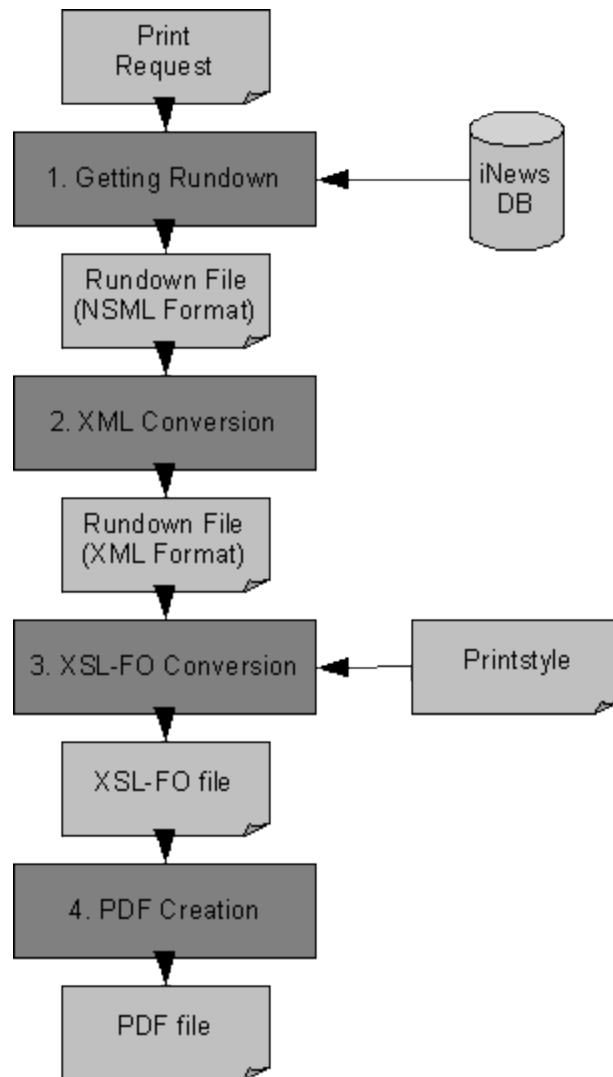 Print
Request
1. Getting Rundown
iNews
DB
Rundown File
(NSML Format)
2. XML Conversion
Rundown File
(XML Format)
3. XSL-FO Conversion
Printstyle
XSL-FO file
4. PDF Creation
PDF file